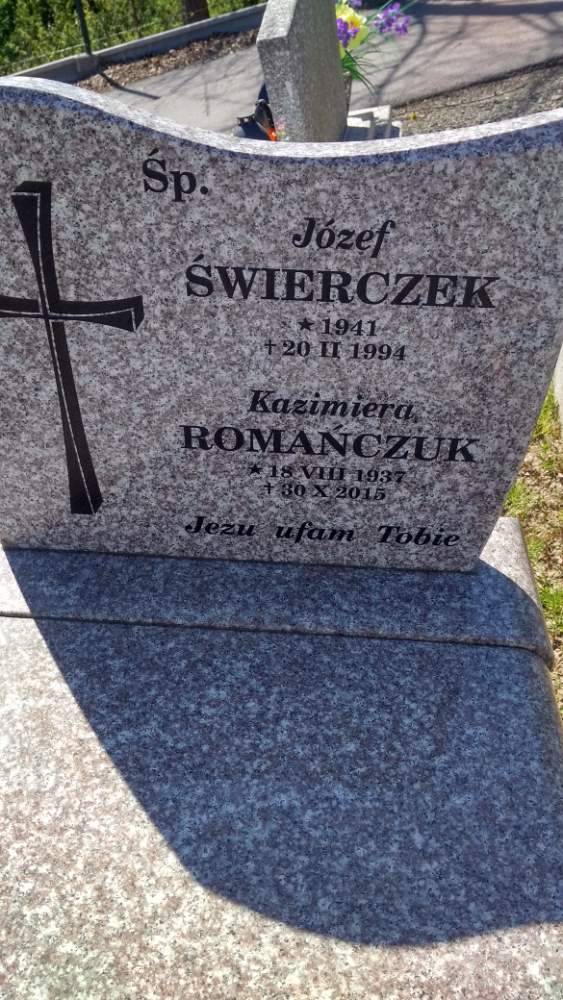 Śp.
Józef
ŚWIERCZEK
★ 1941
+ 20 II 1994
Kazimiera
ROMAŃCZUK
★ 18 VIII 1937
+ 30 X 2015
Jezu ufam Tobie